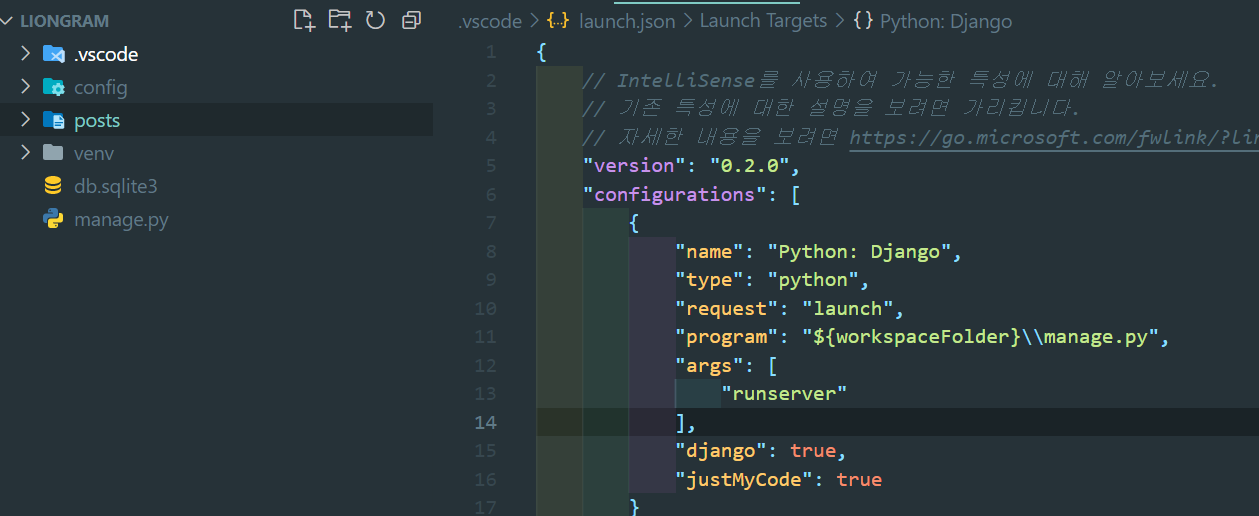 LIONGRAM
.vscode
config
posts
venv
db.sqlite3
manage.py
.vscode > {..} launch.json > Launch Targets > {} Python: Django
1 {
2 // IntelliSense를 사용하여 가능한 특성에 대해 알아보세요.
3 // 기존 특성에 대한 설명을 보려면 가리킵니다.
4 // 자세한 내용을 보려면 https://go.microsoft.com/fwlink/?lin
5 "version": "0.2.0",
6 "configurations": [
7 {
8 "name": "Python: Django",
9 "type": "python",
10 "request": "launch",
11 "program": "${workspaceFolder}\\manage.py",
12 "args": [
13 "runserver"
14 ],
15 "django": true,
16 "justMyCode": true
17 }